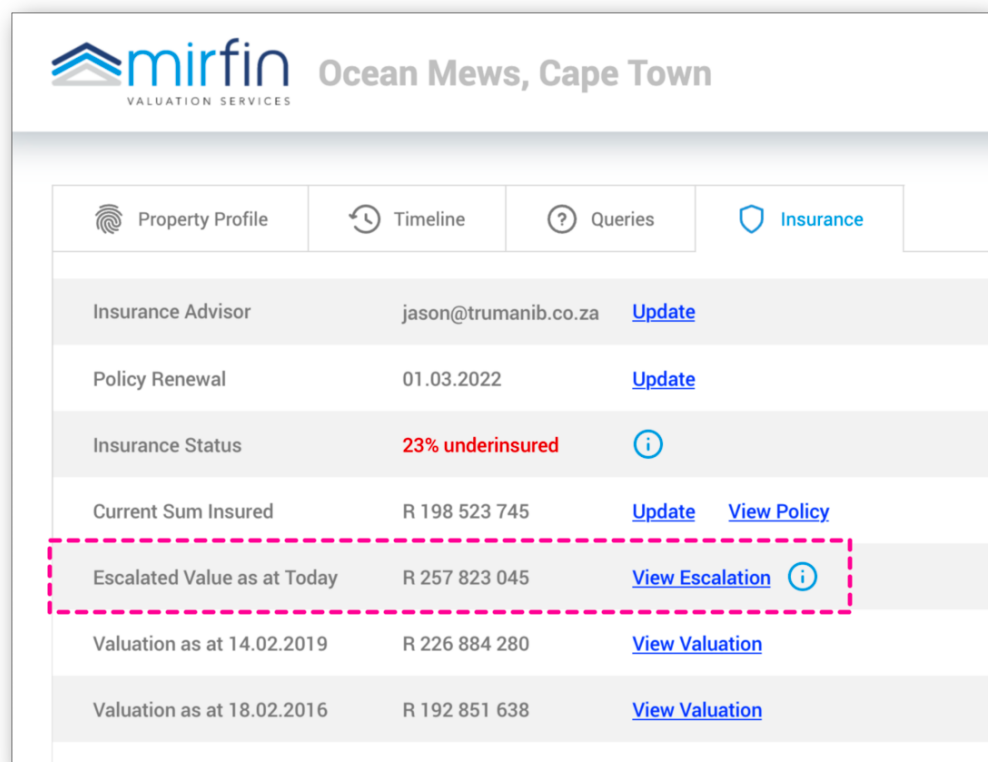 mirfin
VALUATION SERVICES
Ocean Mews, Cape Town
Property Profile Timeline Queries Insurance
Insurance Advisor jason@trumanib.co.za Update
Policy Renewal 01.03.2022 Update
Insurance Status 23% underinsured
Current Sum Insured R 198 523 745 Update View Policy
Escalated Value as at Today R 257 823 045 View Escalation
Valuation as at 14.02.2019 R 226 884 280 View Valuation
Valuation as at 18.02.2016 R 192 851 638 View Valuation